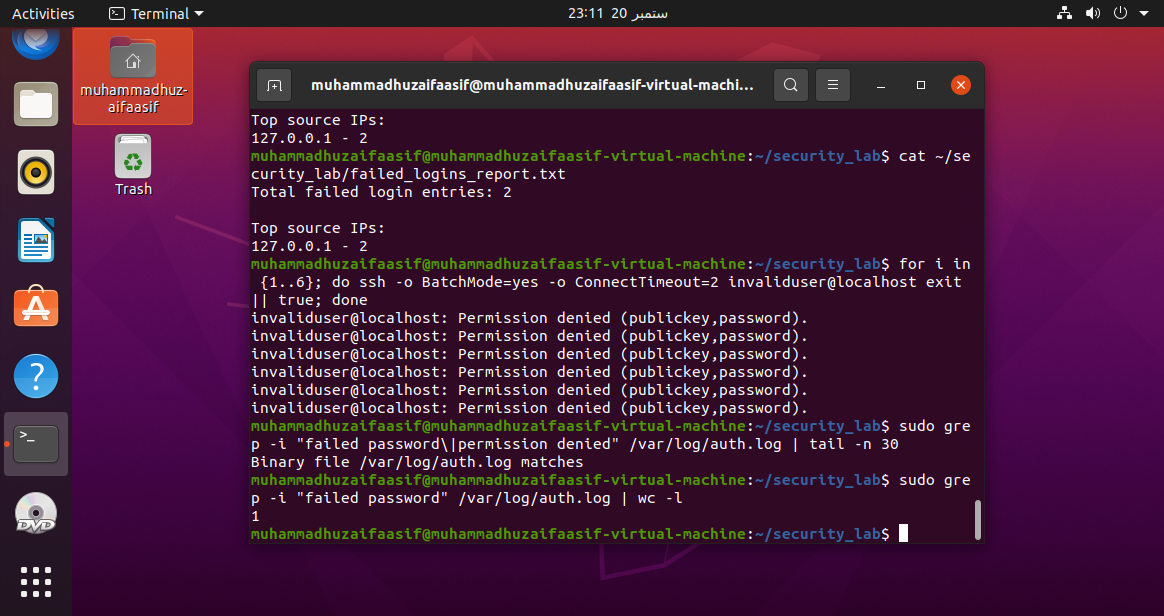 Activities
Terminal
23:11 20 ستمبر
muhammadhuz-
aifaasif
Trash
muhammadhuzaifaasif@muhammadhuzaifaasif-virtual-machi...
Top source IPs:
127.0.0.1 - 2
muhammadhuzaifaasif@muhammadhuzaifaasif-virtual-machine:~/security_lab$ cat ~/se
curity_lab/failed_logins_report.txt
Total failed login entries: 2
Top source IPs:
127.0.0.1 - 2
muhammadhuzaifaasif@muhammadhuzaifaasif-virtual-machine:~/security_lab$ for i in
 {1..6}; do ssh -o BatchMode=yes -o ConnectTimeout=2 invaliduser@localhost exit
|| true; done
invaliduser@localhost: Permission denied (publickey,password).
invaliduser@localhost: Permission denied (publickey,password).
invaliduser@localhost: Permission denied (publickey,password).
invaliduser@localhost: Permission denied (publickey,password).
invaliduser@localhost: Permission denied (publickey,password).
invaliduser@localhost: Permission denied (publickey,password).
muhammadhuzaifaasif@muhammadhuzaifaasif-virtual-machine:~/security_lab$ sudo gre
p -i "failed password\|permission denied" /var/log/auth.log | tail -n 30
Binary file /var/log/auth.log matches
muhammadhuzaifaasif@muhammadhuzaifaasif-virtual-machine:~/security_lab$ sudo gre
p -i "failed password" /var/log/auth.log | wc -l
1
muhammadhuzaifaasif@muhammadhuzaifaasif-virtual-machine:~/security_lab$
DVD